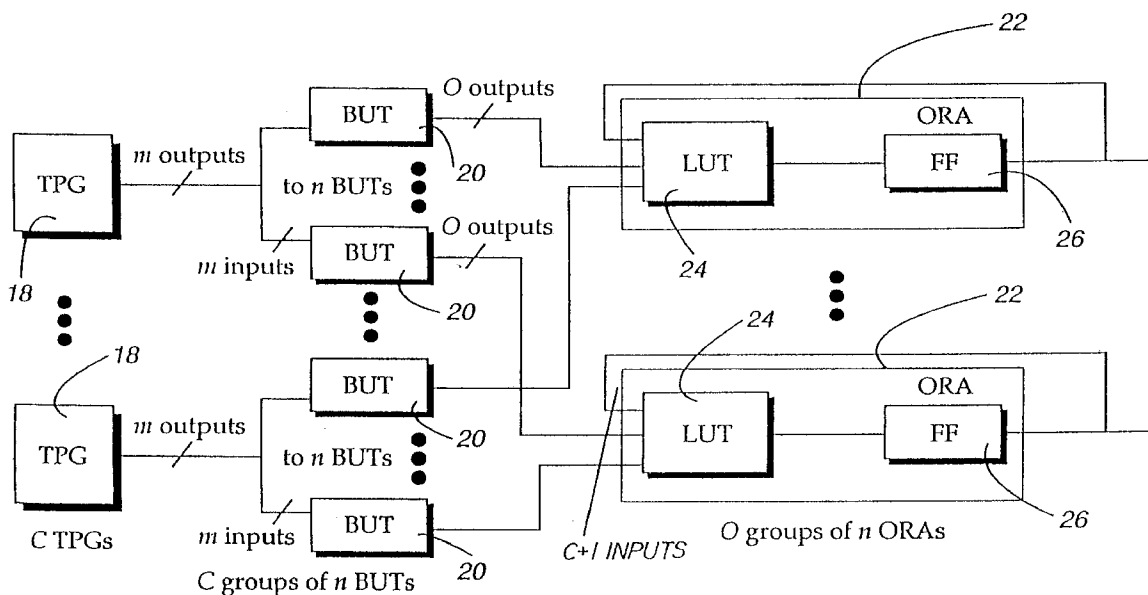 22
O outputs
BUT
ORA
m outputs
20
LUT
FF
TPG
to n BUTs
O outputs
18
m inputs
BUT
24
26
20
22
18
24
BUT
ORA
m outputs
20
LUT
FF
TPG
to n BUTs
C TPGs
m inputs
BUT
C+1 INPUTS
O groups of n ORAs
26
20
C groups of n BUTs